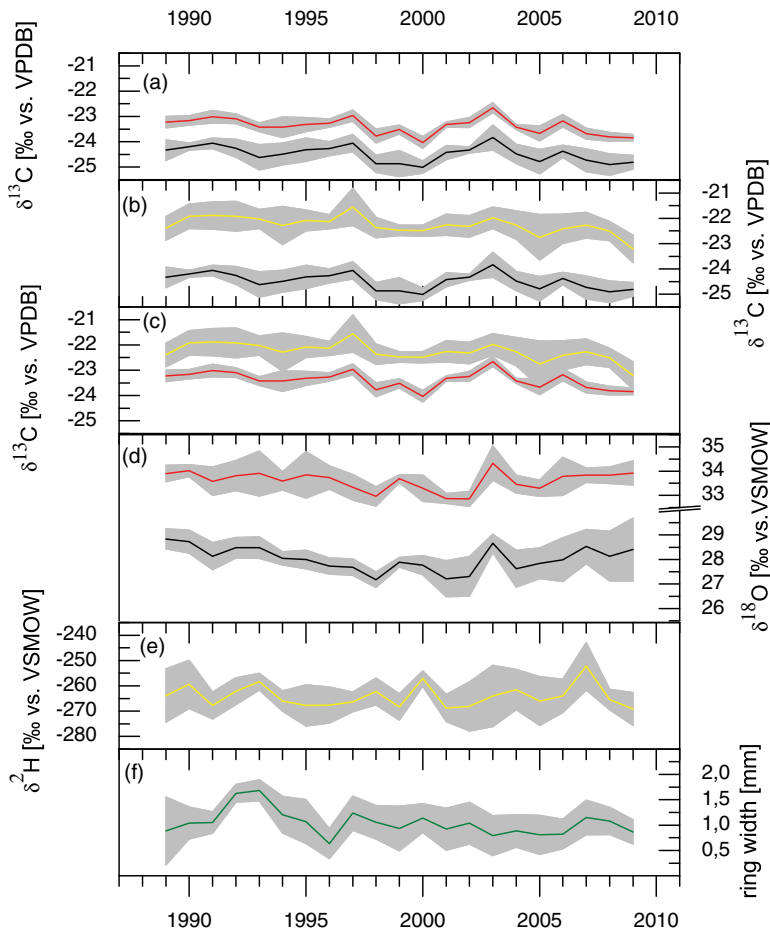 1990 1995 2000 2005 2010
(a)
-21
-22
-23
-24
-25
δ13C [‰ vs. VPDB]
(b)
-21
-22
-23
-24
-25
δ13C [‰ vs. VPDB]
(c)
-21
-22
-23
-24
-25
δ13C [‰ vs. VPDB]
(d)
35
34
33
29
28
27
26
δ18O [‰ vs.VSMOW]
(e)
-240
-250
-260
-270
-280
δ2H [‰ vs. VSMOW]
(f)
2,0
1,5
1,0
0,5
ring width [mm]
1990 1995 2000 2005 2010